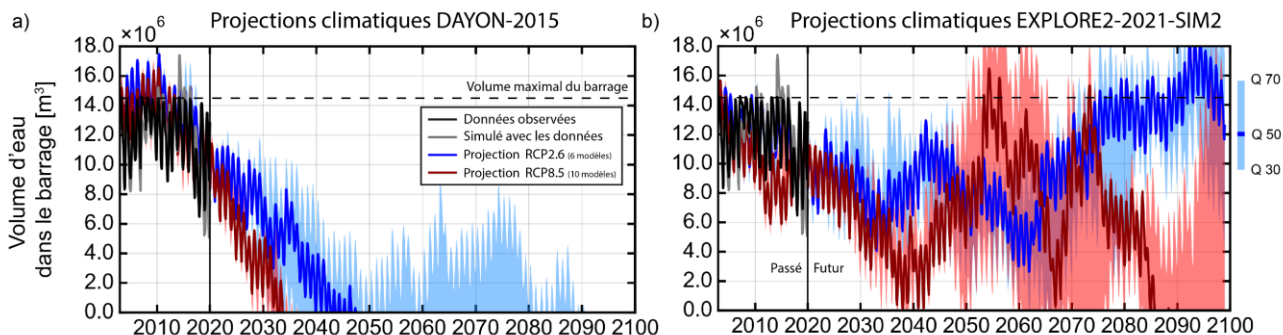 a)
Projections climatiques DAYON-2015
×10⁶
18.0
16.0
14.0
12.0
10.0
8.0
6.0
4.0
2.0
0.0
Volume d'eau
dans le barrage [m³]
Volume maximal du barrage
Données observées
Simulé avec les données
Projection RCP2.6 (6 modèles)
Projection RCP8.5 (10 modèles)
2010 2020 2030 2040 2050 2060 2070 2080 2090 2100
b)
Projections climatiques EXPLORE2-2021-SIM2
×10⁶
18.0
16.0
14.0
12.0
10.0
8.0
6.0
4.0
2.0
0.0
Passé Futur
2010 2020 2030 2040 2050 2060 2070 2080 2090 2100
Q 70
Q 50
Q 30